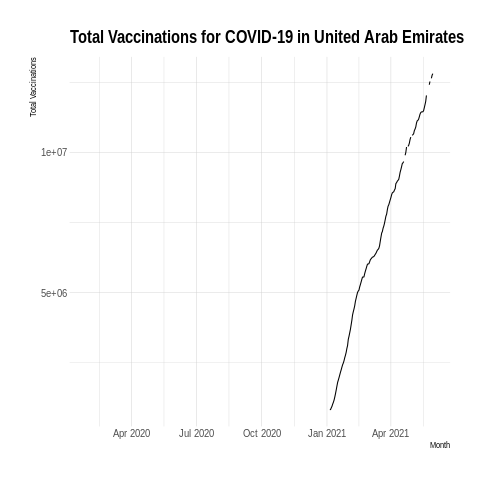 Total Vaccinations for COVID-19 in United Arab Emirates
Total Vaccinations
1e+07
5e+06
Apr 2020 Jul 2020 Oct 2020 Jan 2021 Apr 2021
Month